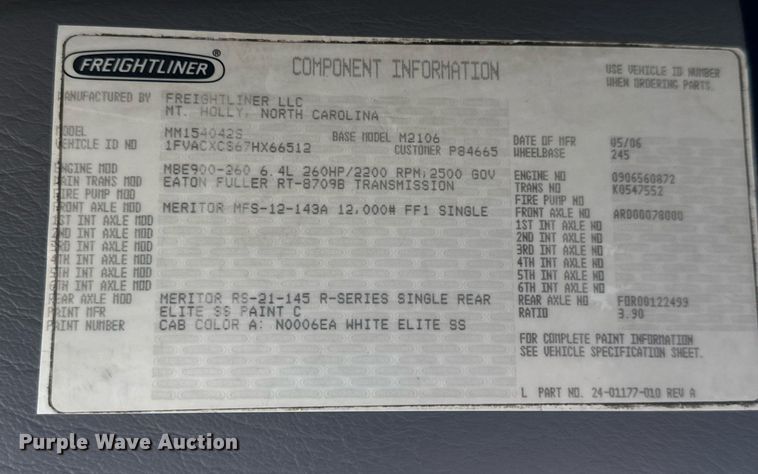 FREIGHTLINER®
COMPONENT INFORMATION
USE VEHICLE ID NUMBER
WHEN ORDERING PARTS.
MANUFACTURED BY FREIGHTLINER LLC
MT. HOLLY, NORTH CAROLINA
MODEL MM154042S BASE MODEL M2106 DATE OF MFR 05/06
VEHICLE ID NO 1FVACXCS67HX66512 CUSTOMER P84665 WHEELBASE 245
ENGINE MOD MBE900-260 6.4L 260HP/2200 RPM,2500 GOV ENGINE NO 0906560872
MAIN TRANS MOD EATON FULLER RT-8709B TRANSMISSION TRANS NO K0547552
FIRE PUMP MOD FIRE PUMP NO
FRONT AXLE MOD MERITOR MFS-12-143A 12,000# FF1 SINGLE FRONT AXLE NO ARD00078000
1ST INT AXLE MOD 1ST INT AXLE NO
2ND INT AXLE MOD 2ND INT AXLE NO
3RD INT AXLE MOD 3RD INT AXLE NO
4TH INT AXLE MOD 4TH INT AXLE NO
5TH INT AXLE MOD 5TH INT AXLE NO
6TH INT AXLE MOD 6TH INT AXLE NO
REAR AXLE MOD MERITOR RS-21-145 R-SERIES SINGLE REAR REAR AXLE NO FOR00122499
PAINT MFR ELITE SS PAINT C RATIO 3.90
PAINT NUMBER CAB COLOR A: N0006EA WHITE ELITE SS
FOR COMPLETE PAINT INFORMATION
SEE VEHICLE SPECIFICATION SHEET.
L PART NO. 24-01177-010 REV A
Purple Wave Auction